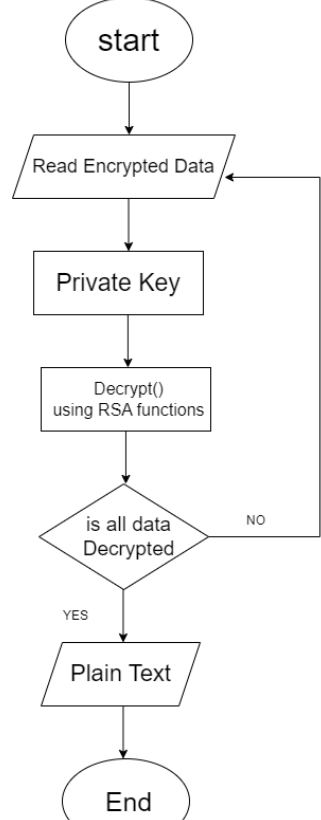 start
Read Encrypted Data
Private Key
Decrypt()
using RSA functions
is all data
Decrypted
NO
YES
Plain Text
End